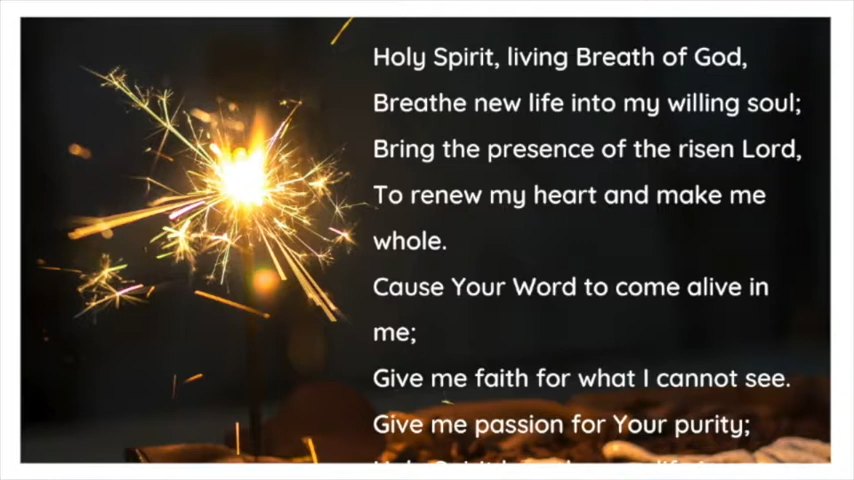 Holy Spirit, living Breath of God,
Breathe new life into my willing soul;
Bring the presence of the risen Lord,
To renew my heart and make me
whole.
Cause Your Word to come alive in
me;
Give me faith for what I cannot see.
Give me passion for Your purity;